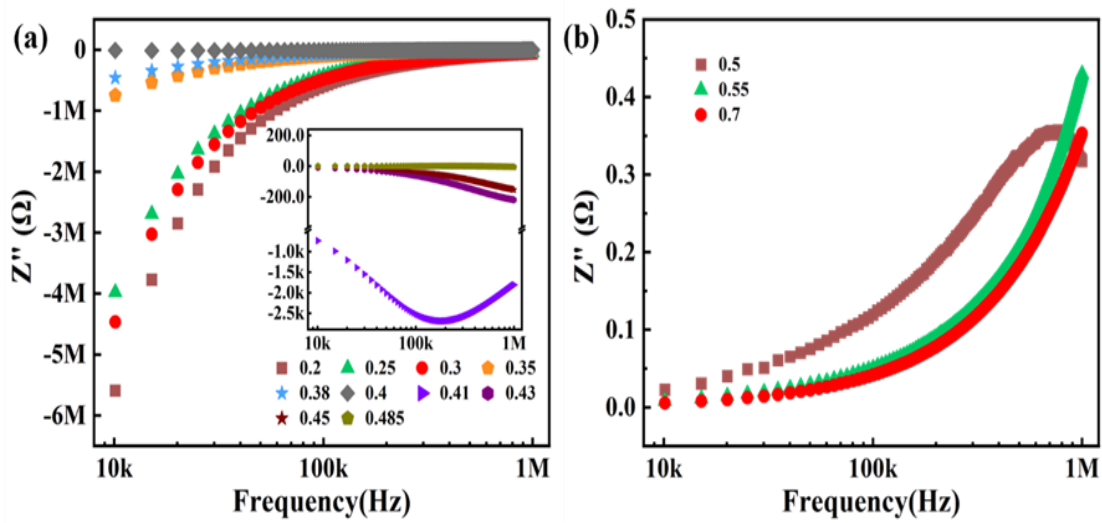 (a)
0
-1M
-2M
-3M
-4M
-5M
-6M
Z'' (Ω)
10k 100k 1M
Frequency(Hz)
200.0
0.0
-200.0
-1.0k
-1.5k
-2.0k
-2.5k
10k 100k 1M
0.2 0.25 0.3 0.35
0.38 0.4 0.41 0.43
0.45 0.485
(b)
0.5
0.4
0.3
0.2
0.1
0.0
Z'' (Ω)
10k 100k 1M
Frequency(Hz)
0.5
0.55
0.7